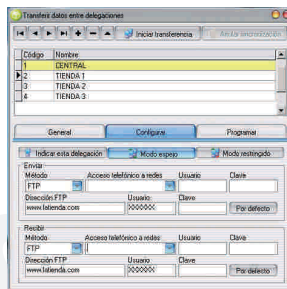 Transferir datos entre delegaciones
Iniciar transferencia
Anular sincronización
Código Nombre
1 CENTRAL
2 TIENDA 1
3 TIENDA 2
4 TIENDA 3
General Configurar Programar
Indicar esta delegación Modo espejo Modo restringido
Enviar
Método Acceso telefónico a redes Usuario Clave
FTP
Dirección FTP Usuario Clave
www.latienda.com XXXXXX Por defecto
Recibir
Método Acceso telefónico a redes Usuario Clave
FTP
Dirección FTP Usuario Clave
www.latienda.com XXXXXX Por defecto